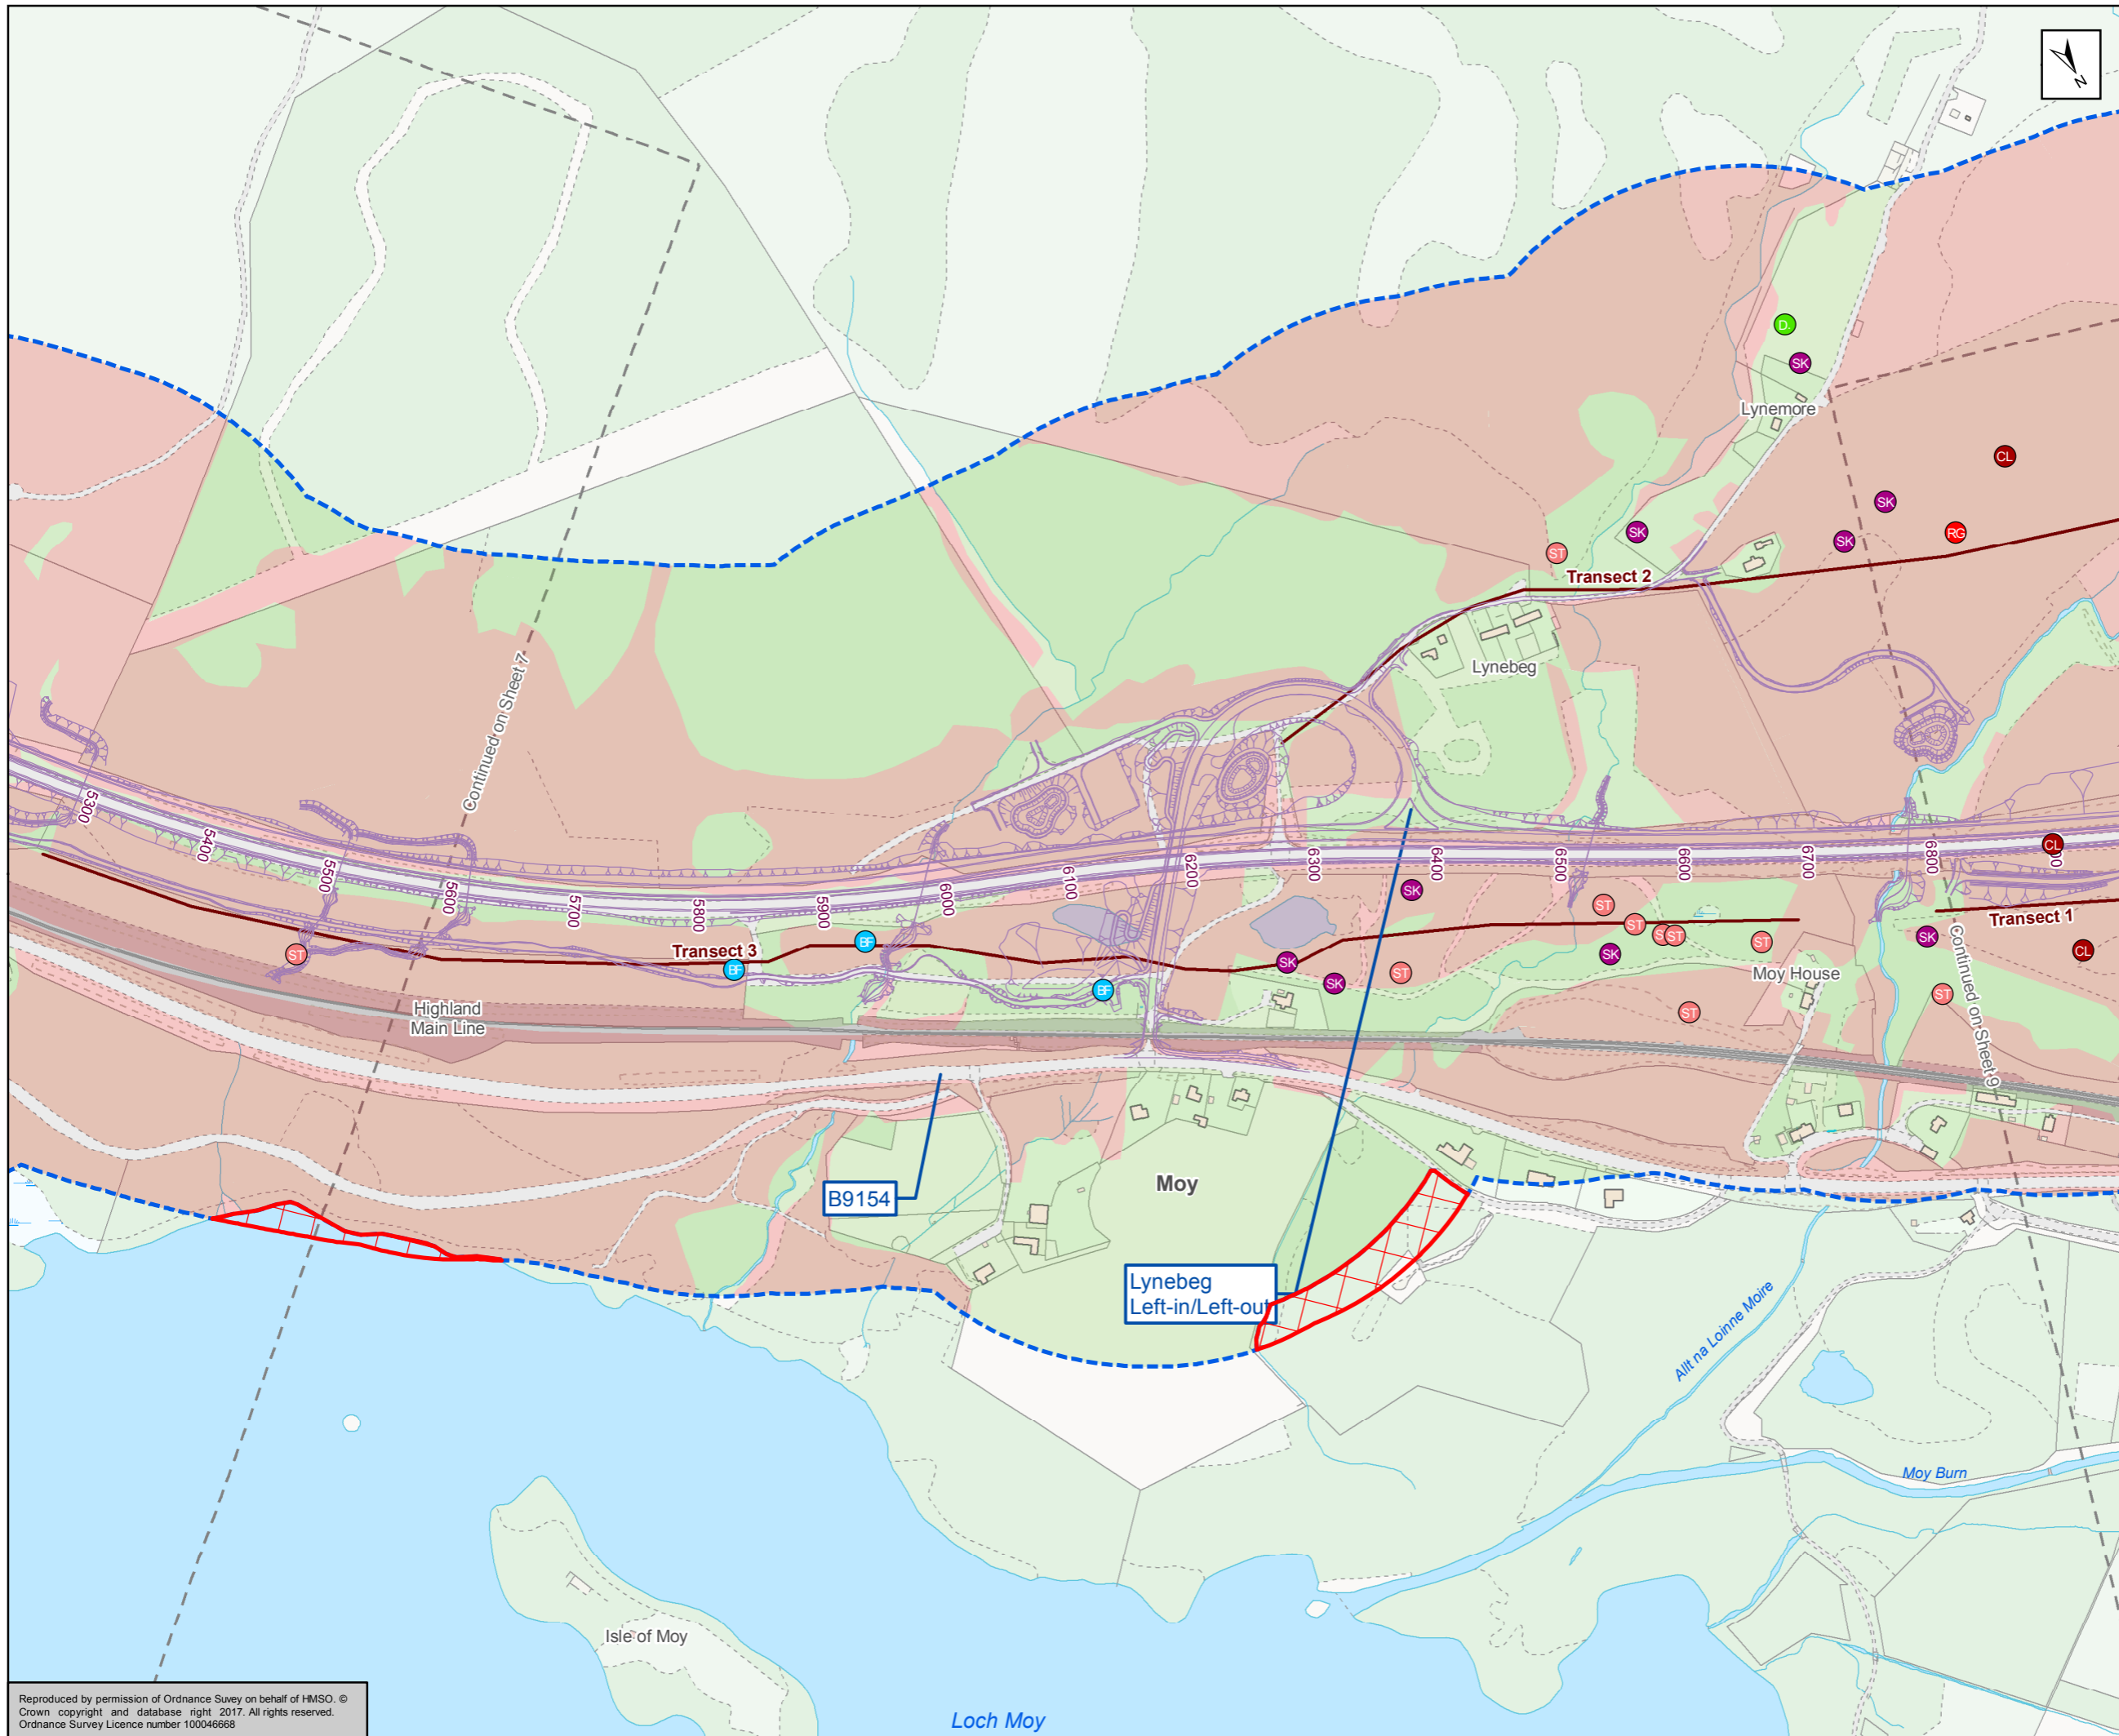 N
D.
SK
Lynemore
CL
SK
SK
SK
RG
ST
Transect 2
Lynebeg
Continued on Sheet 7
5300
5400
5500
5600
5700
5800
5900
6000
6100
6200
6300
6400
6500
6600
6700
6800
CL
SK
ST
ST
ST
ST
SK
ST
SK
Transect 1
CL
ST
Transect 3
BF
BF
BF
SK
SK
ST
ST
Moy House
ST
Continued on Sheet 9
Highland
Main Line
B9154
Moy
Lynebeg
Left-in/Left-out
Allt na Loinne Moire
Moy Burn
Isle of Moy
Loch Moy
Reproduced by permission of Ordnance Suvey on behalf of HMSO. ©
Crown copyright and database right 2017. All rights reserved.
Ordnance Survey Licence number 100046668